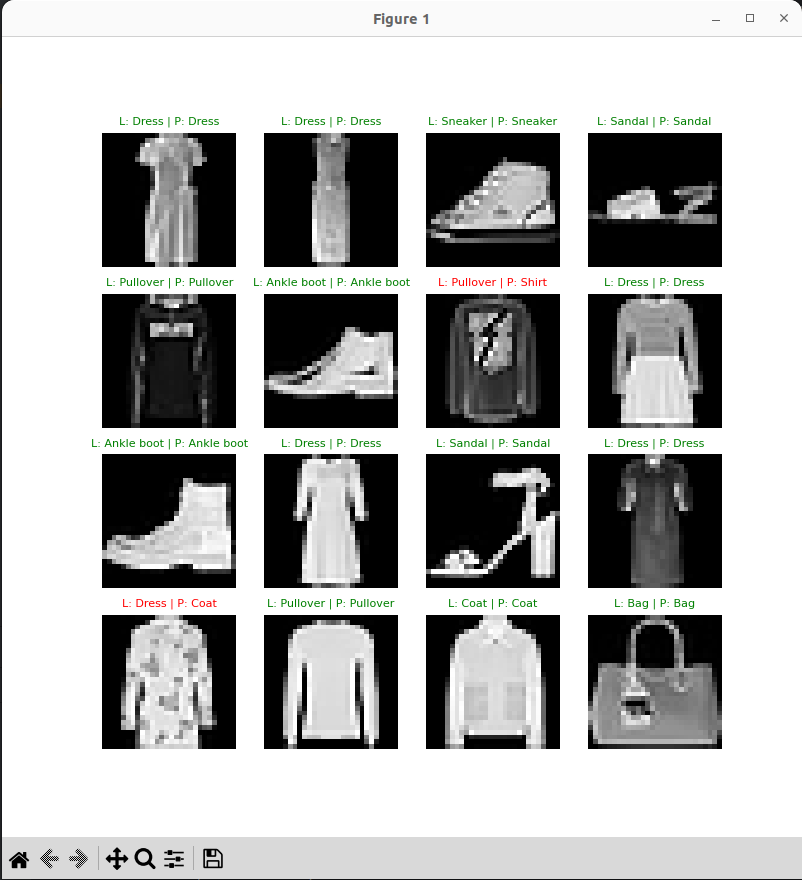 Figure 1
L: Dress | P: Dress
L: Dress | P: Dress
L: Sneaker | P: Sneaker
L: Sandal | P: Sandal
L: Pullover | P: Pullover
L: Ankle boot | P: Ankle boot
L: Pullover | P: Shirt
L: Dress | P: Dress
L: Ankle boot | P: Ankle boot
L: Dress | P: Dress
L: Sandal | P: Sandal
L: Dress | P: Dress
L: Dress | P: Coat
L: Pullover | P: Pullover
L: Coat | P: Coat
L: Bag | P: Bag